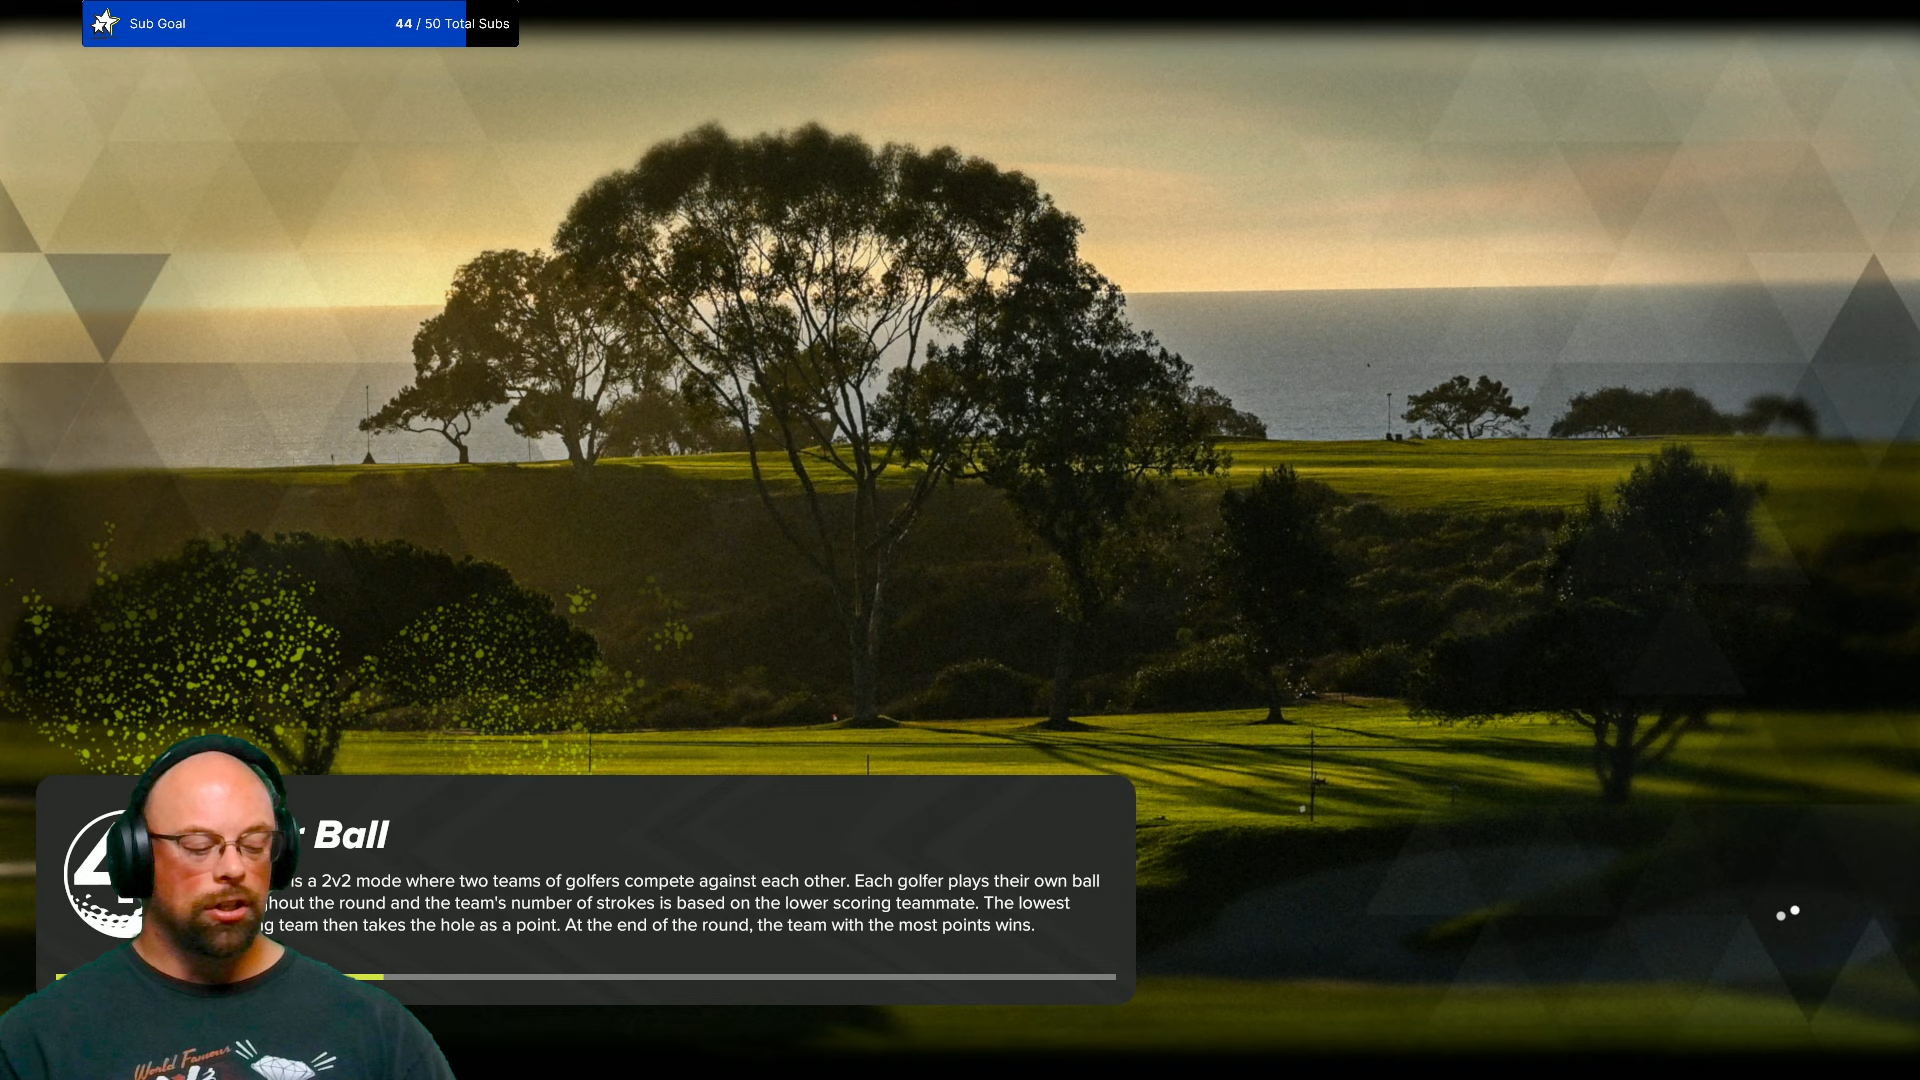 Sub Goal 44 / 50 Total Subs
Ball
is a 2v2 mode where two teams of golfers compete against each other. Each golfer plays their own ball
the round and the team's number of strokes is based on the lower scoring teammate. The lowest
team then takes the hole as a point. At the end of the round, the team with the most points wins.
World Famous